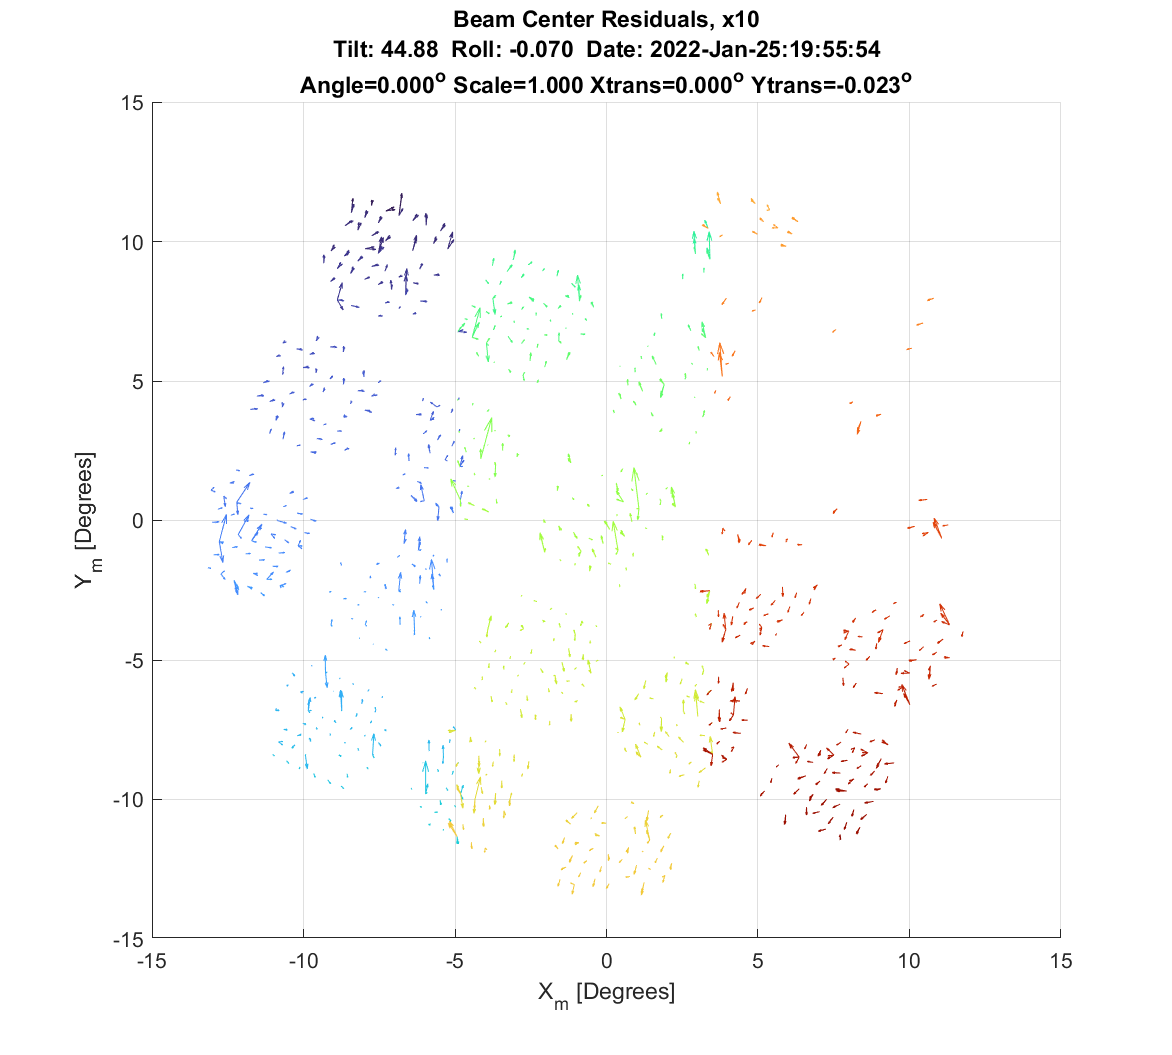 Beam Center Residuals, x10
Tilt: 44.88 Roll: -0.070 Date: 2022-Jan-25:19:55:54
Angle=0.000° Scale=1.000 Xtrans=0.000° Ytrans=-0.023°
15
10
5
0
-5
-10
-15
Y_m [Degrees]
-15 -10 -5 0 5 10 15
X_m [Degrees]